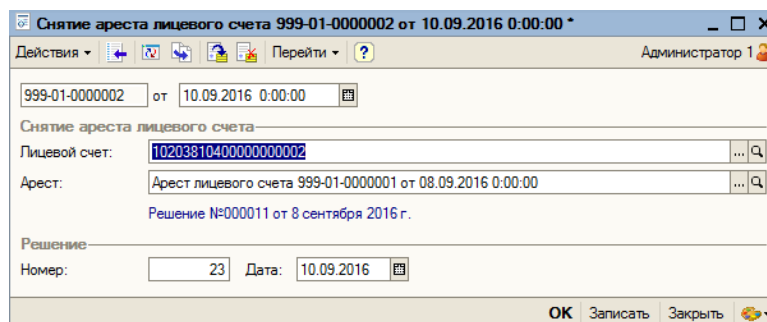 Снятие ареста лицевого счета 999-01-0000002 от 10.09.2016 0:00:00 *
Действия Перейти ? Администратор 1
999-01-0000002 от 10.09.2016 0:00:00
Снятие ареста лицевого счета
Лицевой счет: 10203810400000000002 ...
Арест: Арест лицевого счета 999-01-0000001 от 08.09.2016 0:00:00 ...
Решение №000011 от 8 сентября 2016 г.
Решение
Номер: 23 Дата: 10.09.2016
OK Записать Закрыть